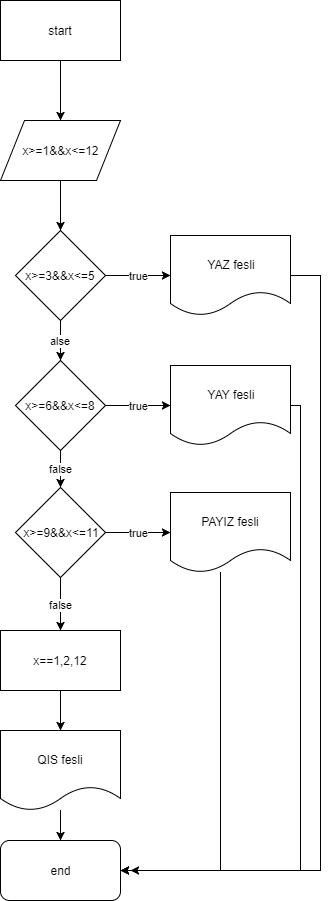 start
x>=1&&x<=12
x>=3&&x<=5
true
YAZ fesli
alse
x>=6&&x<=8
true
YAY fesli
false
x>=9&&x<=11
true
PAYIZ fesli
false
x==1,2,12
QIS fesli
end